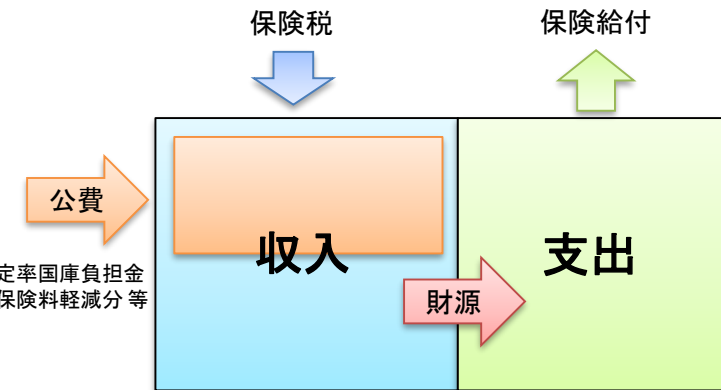 保険税
保険給付
公費
定率国庫負担金
保険料軽減分 等
収入
支出
財源